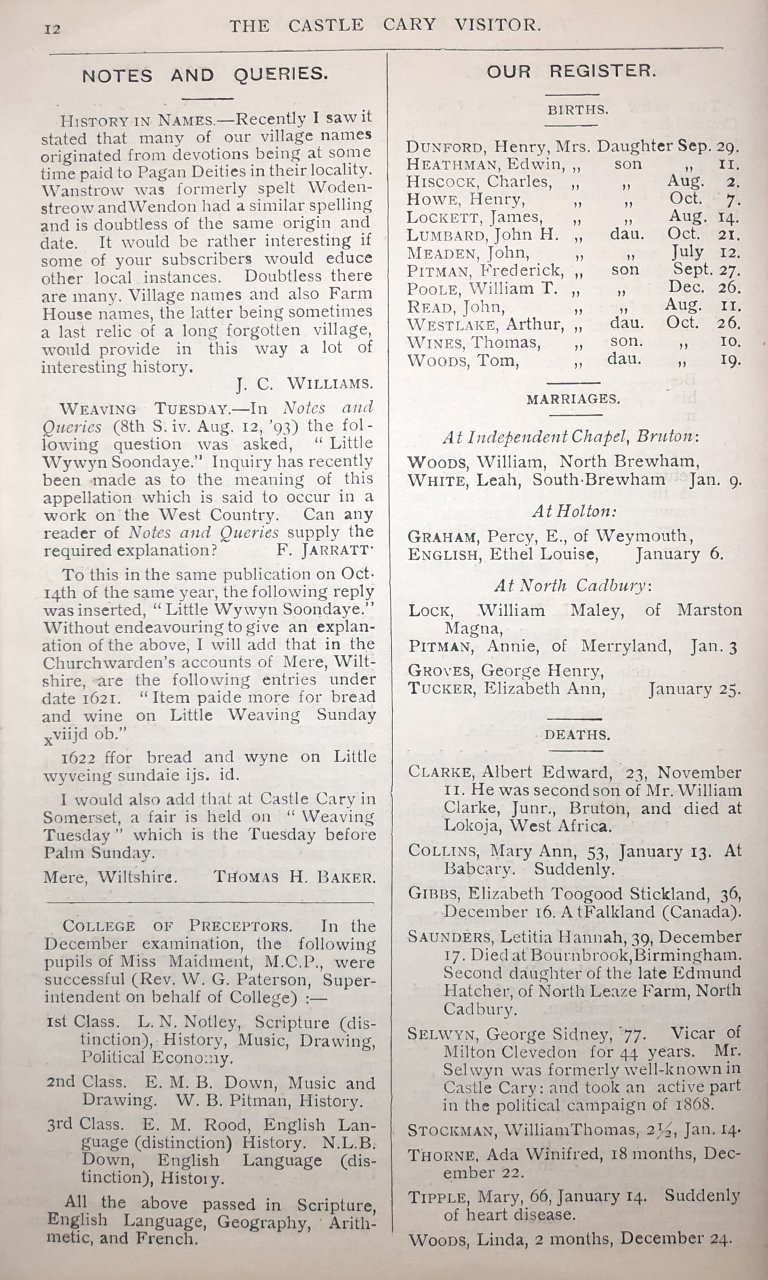 12
THE CASTLE CARY VISITOR.
NOTES AND QUERIES.
HISTORY IN NAMES.—Recently I saw it
stated that many of our village names
originated from devotions being at some
time paid to Pagan Deities in their locality.
Wanstrow was formerly spelt Woden-
streow and Wendon had a similar spelling
and is doubtless of the same origin and
date. It would be rather interesting if
some of your subscribers would educe
other local instances. Doubtless there
are many. Village names and also Farm
House names, the latter being sometimes
a last relic of a long forgotten village,
would provide in this way a lot of
interesting history.
J. C. WILLIAMS.
WEAVING TUESDAY.—In Notes and
Queries (8th S. iv. Aug. 12, '93) the fol-
lowing question was asked, "Little
Wywyn Soondaye." Inquiry has recently
been made as to the meaning of this
appellation which is said to occur in a
work on the West Country. Can any
reader of Notes and Queries supply the
required explanation? F. JARRATT·
To this in the same publication on Oct·
14th of the same year, the following reply
was inserted, "Little Wywyn Soondaye."
Without endeavouring to give an explan-
ation of the above, I will add that in the
Churchwarden's accounts of Mere, Wilt-
shire, are the following entries under
date 1621. "Item paide more for bread
and wine on Little Weaving Sunday
xviijd ob."
1622 ffor bread and wyne on Little
wyveing sundaie ijs. id.
I would also add that at Castle Cary in
Somerset, a fair is held on "Weaving
Tuesday" which is the Tuesday before
Palm Sunday.
Mere, Wiltshire. THOMAS H. BAKER.
COLLEGE OF PRECEPTORS. In the
December examination, the following
pupils of Miss Maidment, M.C.P., were
successful (Rev. W. G. Paterson, Super-
intendent on behalf of College) :—
1st Class. L. N. Notley, Scripture (dis-
tinction), History, Music, Drawing,
Political Economy.
2nd Class. E. M. B. Down, Music and
Drawing. W. B. Pitman, History.
3rd Class. E. M. Rood, English Lan-
guage (distinction) History. N.L.B.
Down, English Language (dis-
tinction), History.
All the above passed in Scripture,
English Language, Geography, Arith-
metic, and French.
OUR REGISTER.
BIRTHS.
DUNFORD, Henry, Mrs. Daughter Sep. 29.
HEATHMAN, Edwin, „ son „ 11.
HISCOCK, Charles, „ „ Aug. 2.
HOWE, Henry, „ „ Oct. 7.
LOCKETT, James, „ „ Aug. 14.
LUMBARD, John H. „ dau. Oct. 21.
MEADEN, John, „ „ July 12.
PITMAN, Frederick, „ son Sept. 27.
POOLE, William T. „ „ Dec. 26.
READ, John, „ „ Aug. 11.
WESTLAKE, Arthur, „ dau. Oct. 26.
WINES, Thomas, „ son. „ 10.
WOODS, Tom, „ dau. „ 19.
MARRIAGES.
At Independent Chapel, Bruton:
WOODS, William, North Brewham,
WHITE, Leah, South Brewham Jan. 9.
At Holton:
GRAHAM, Percy, E., of Weymouth,
ENGLISH, Ethel Louise, January 6.
At North Cadbury:
LOCK, William Maley, of Marston
Magna,
PITMAN, Annie, of Merryland, Jan. 3
GROVES, George Henry,
TUCKER, Elizabeth Ann, January 25.
DEATHS.
CLARKE, Albert Edward, 23, November
11. He was second son of Mr. William
Clarke, Junr., Bruton, and died at
Lokoja, West Africa.
COLLINS, Mary Ann, 53, January 13. At
Babcary. Suddenly.
GIBBS, Elizabeth Toogood Stickland, 36,
December 16. At Falkland (Canada).
SAUNDERS, Letitia Hannah, 39, December
17. Died at Bournbrook, Birmingham.
Second daughter of the late Edmund
Hatcher, of North Leaze Farm, North
Cadbury.
SELWYN, George Sidney, 77. Vicar of
Milton Clevedon for 44 years. Mr.
Selwyn was formerly well-known in
Castle Cary: and took an active part
in the political campaign of 1868.
STOCKMAN, William Thomas, 2½, Jan. 14·
THORNE, Ada Winifred, 18 months, Dec-
ember 22.
TIPPLE, Mary, 66, January 14. Suddenly
of heart disease.
WOODS, Linda, 2 months, December 24.